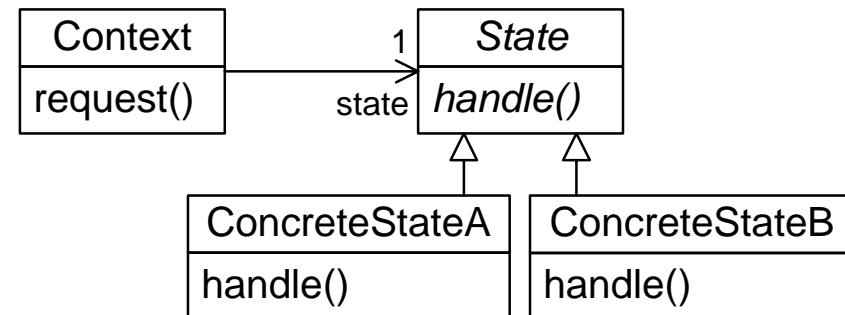 Context
request()
1
state
State
handle()
ConcreteStateA
handle()
ConcreteStateB
handle()